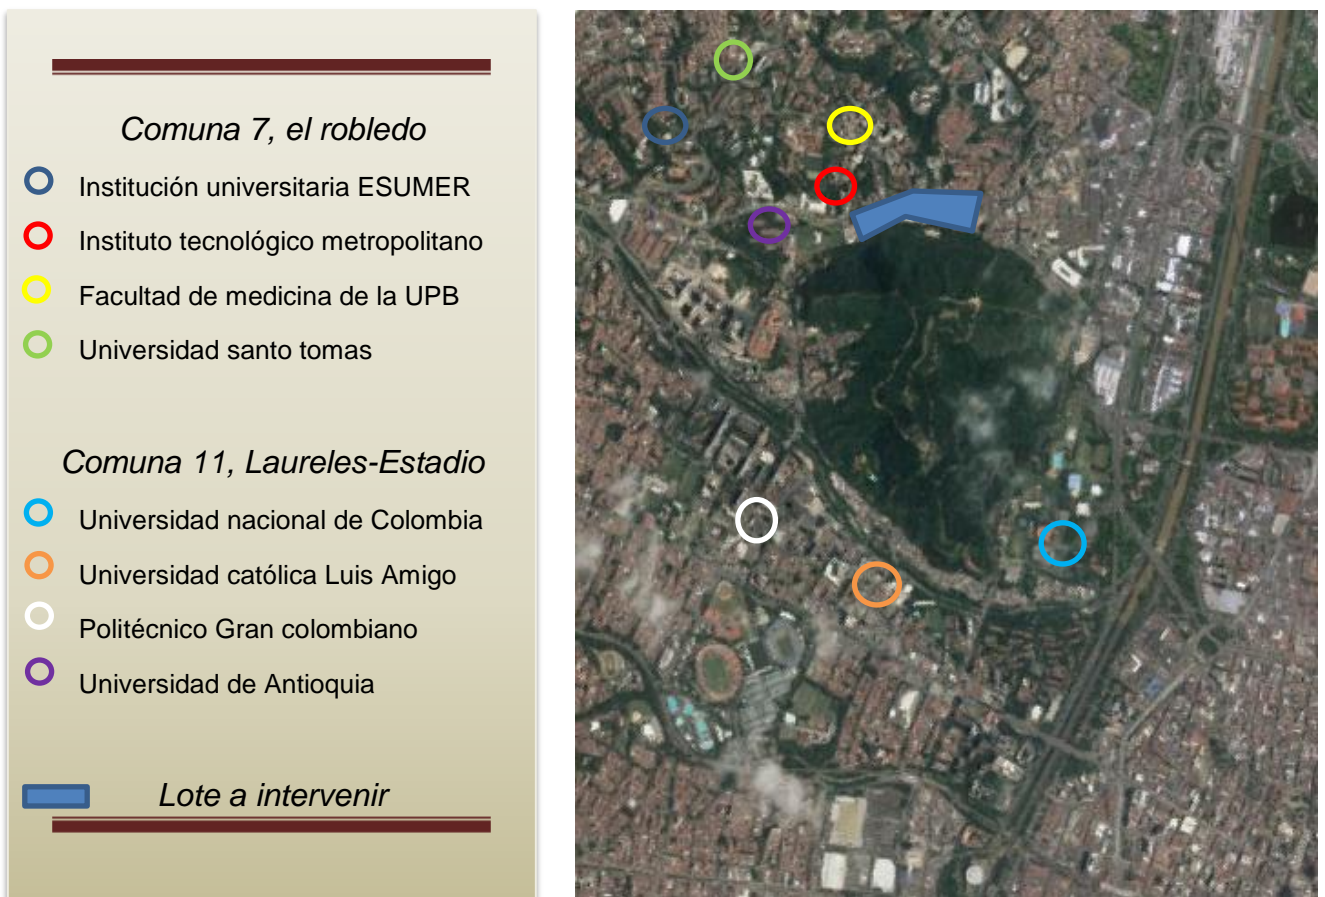 Comuna 7, el robledo
Institución universitaria ESUMER
Instituto tecnológico metropolitano
Facultad de medicina de la UPB
Universidad santo tomas
Comuna 11, Laureles-Estadio
Universidad nacional de Colombia
Universidad católica Luis Amigo
Politécnico Gran colombiano
Universidad de Antioquia
Lote a intervenir